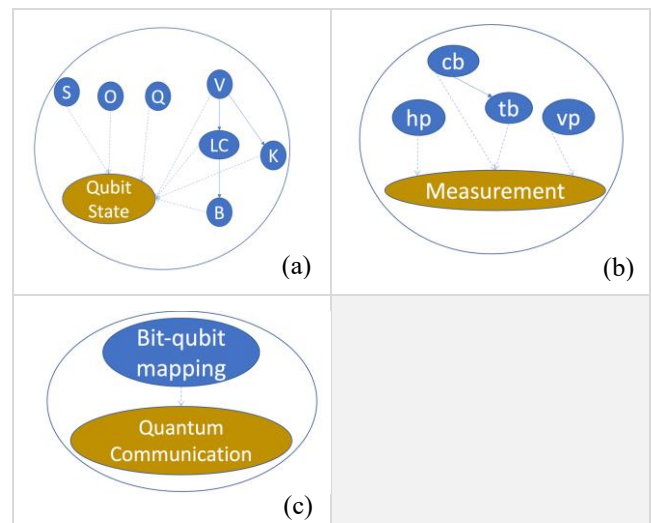 S
O
Q
V
LC
K
B
Qubit
State
(a)
cb
hp
tb
vp
Measurement
(b)
Bit-qubit
mapping
Quantum
Communication
(c)